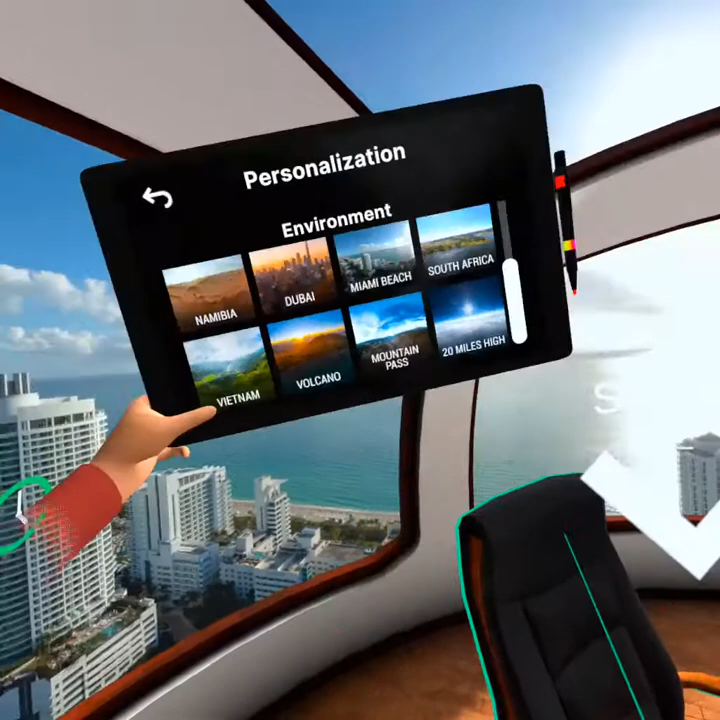 Personalization
Environment
NAMIBIA
DUBAI
MIAMI BEACH
SOUTH AFRICA
VIETNAM
VOLCANO
MOUNTAIN
PASS
20 MILES HIGH
S